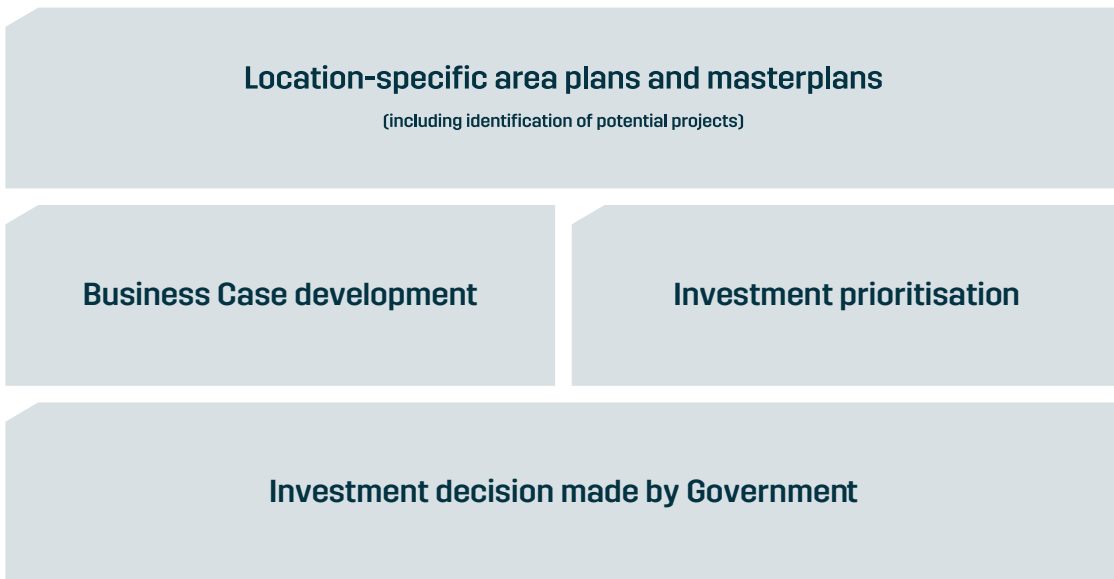 Location-specific area plans and masterplans
(including identification of potential projects)
Business Case development
Investment prioritisation
Investment decision made by Government